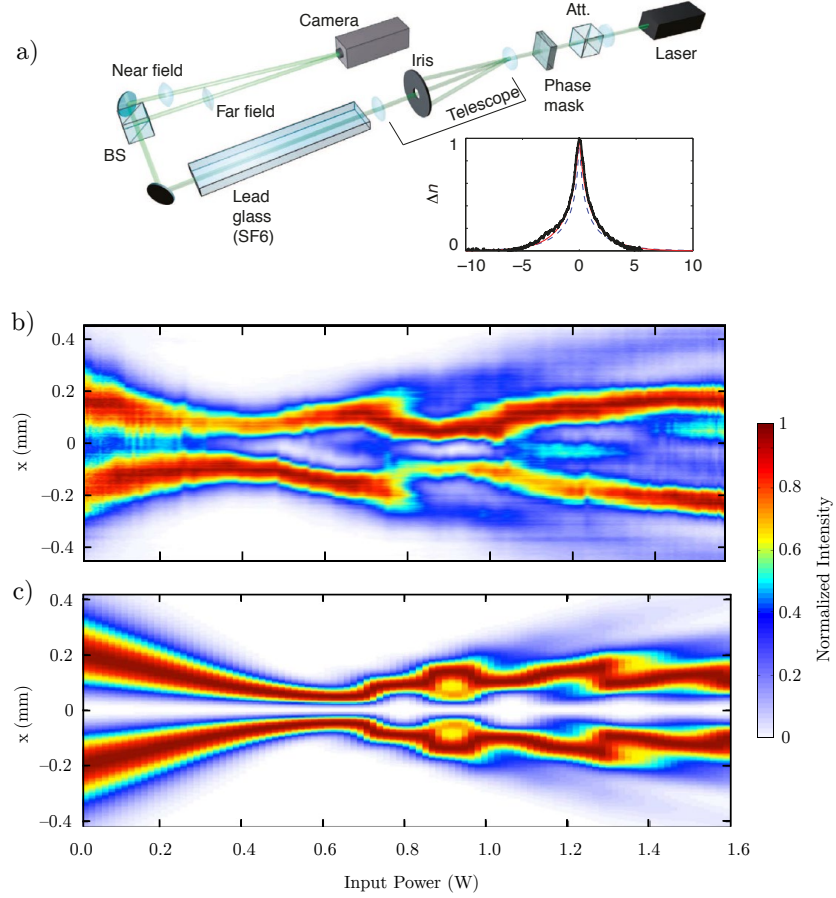 a)
Camera
Att.
Laser
Iris
Near field
Far field
Telescope
Phase
mask
BS
Lead
glass
(SF6)
1
Δn
0
−10
−5
0
5
10
b)
0.4
0.2
0
−0.2
−0.4
x (mm)
c)
0.4
0.2
0
−0.2
−0.4
x (mm)
0.0
0.2
0.4
0.6
0.8
1.0
1.2
1.4
1.6
Input Power (W)
1
0.8
0.6
0.4
0.2
0
Normalized Intensity